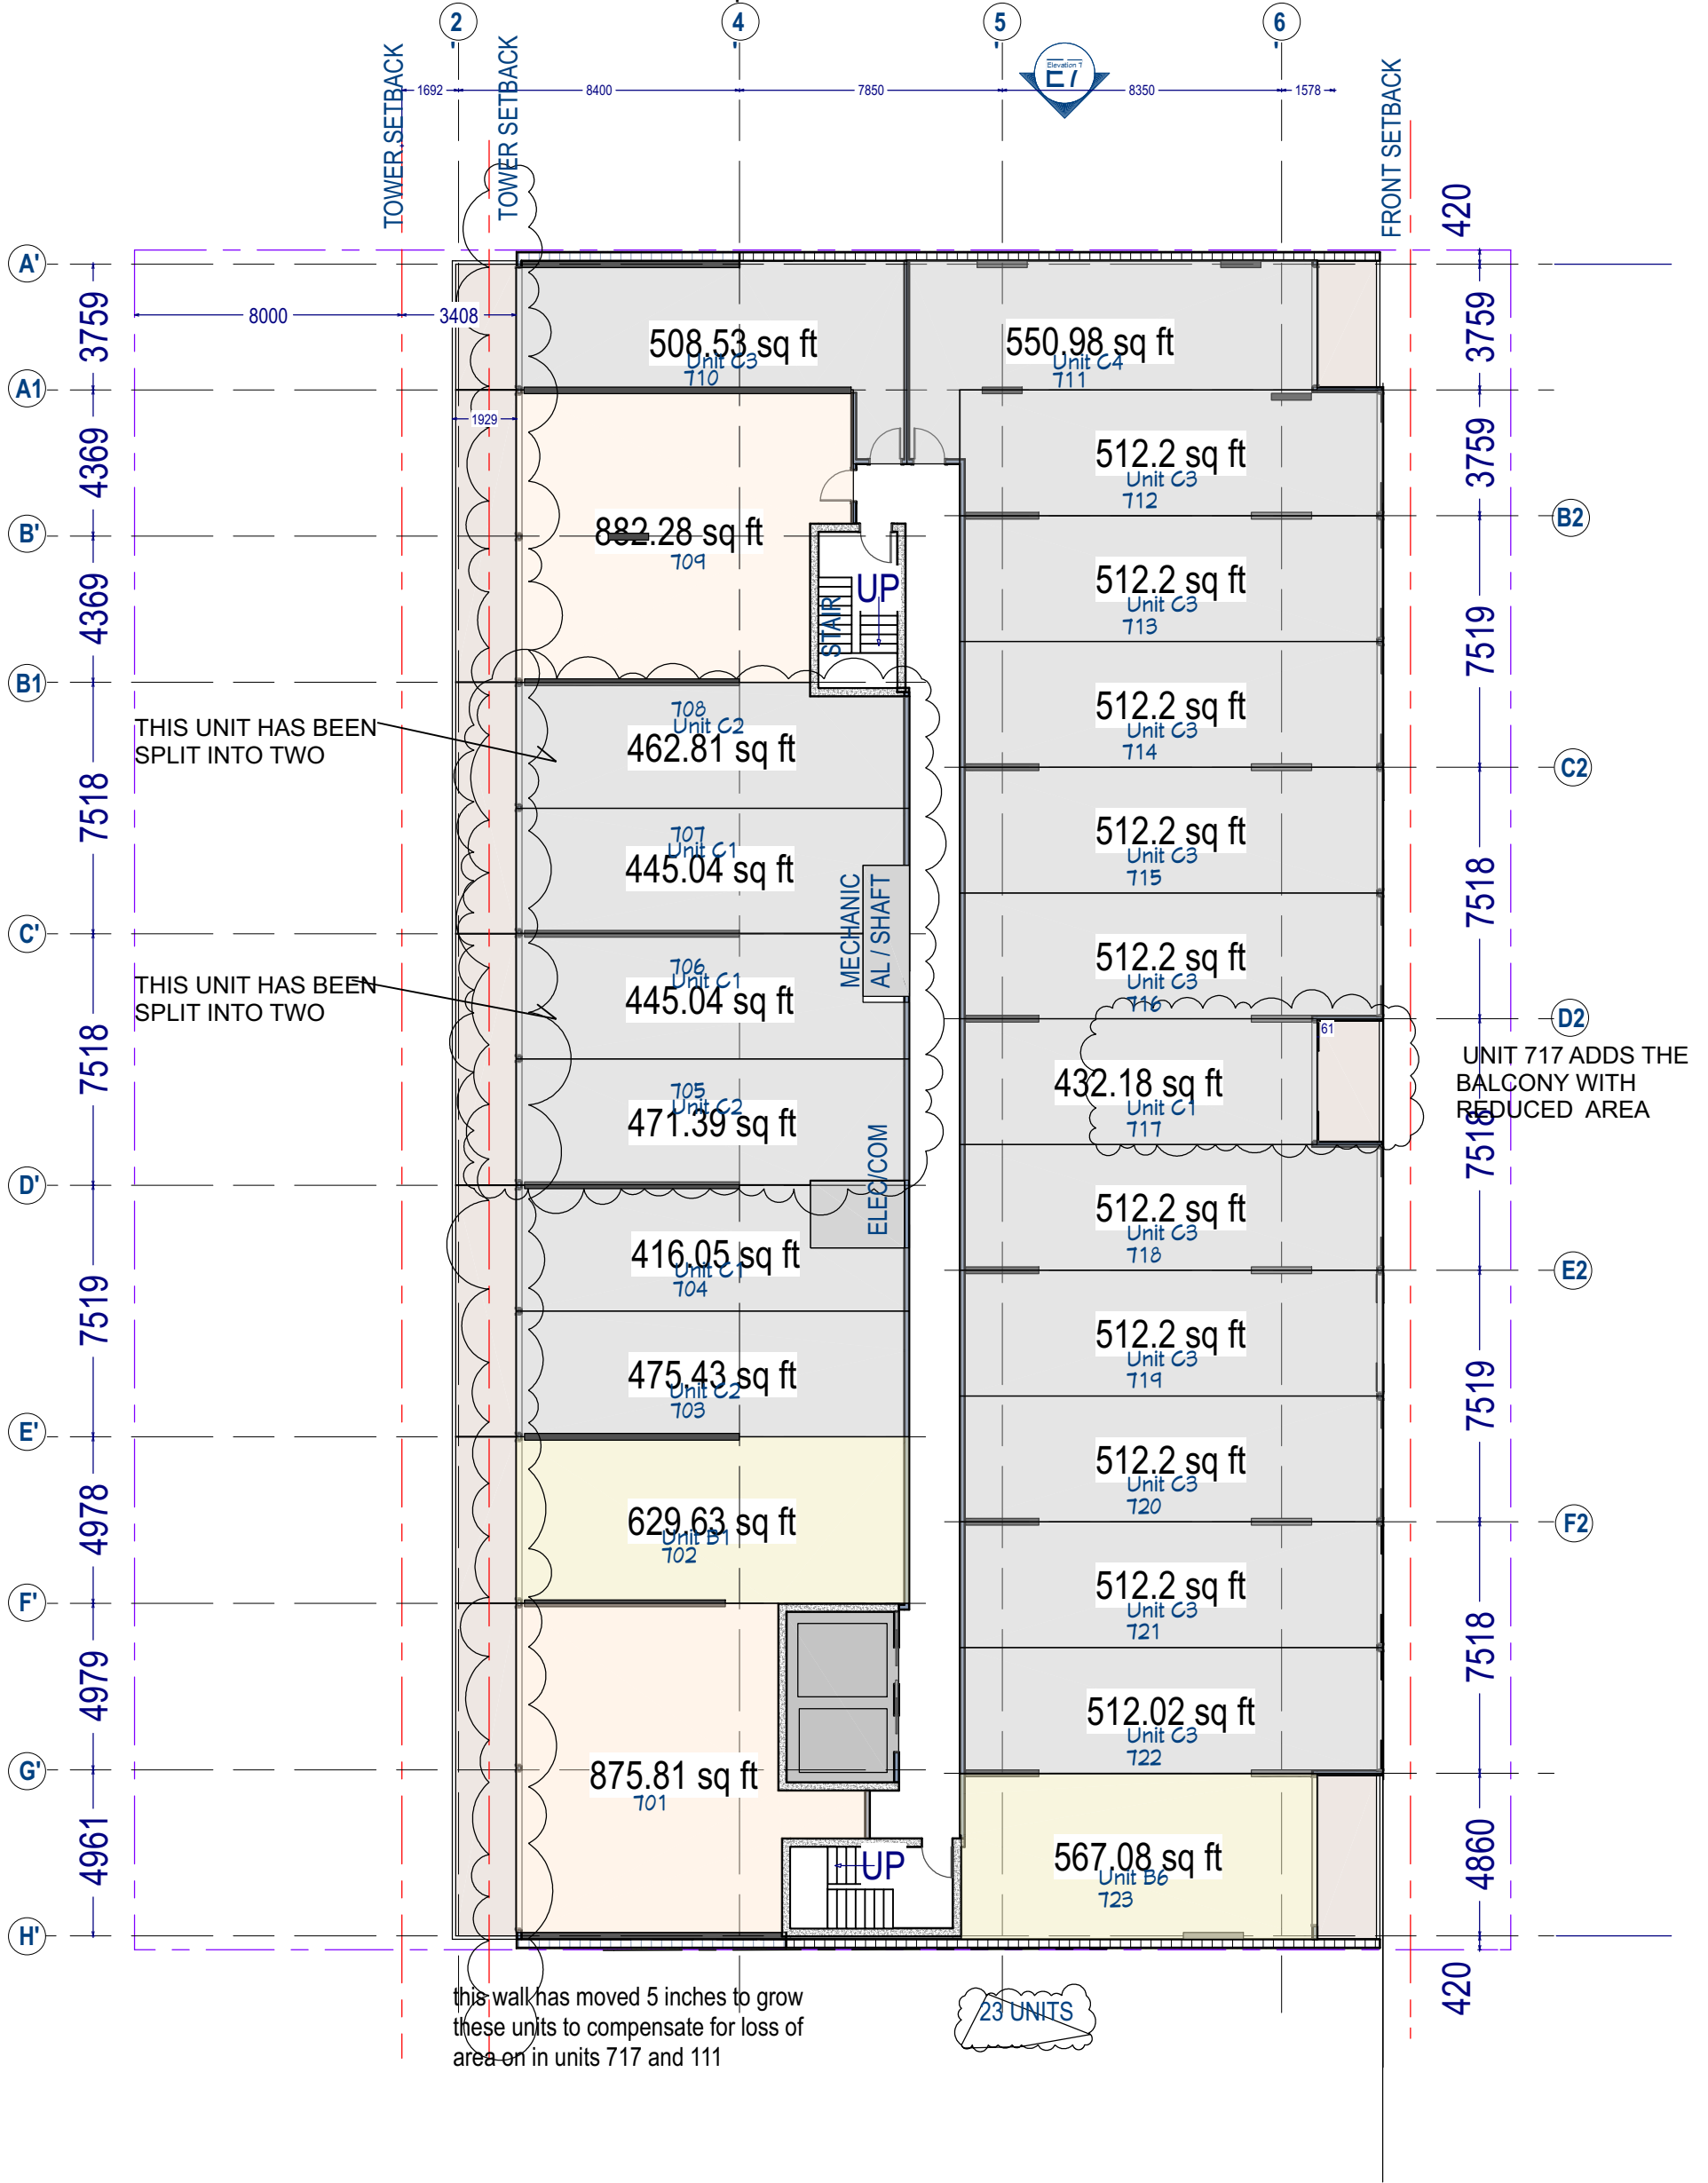 2
'
4
'
5
'
6
'
Elevation 1
E7
TOWER SETBACK
TOWER SETBACK
FRONT SETBACK
1692
8400
7850
8350
1578
420
A'
8000
3408
3759
3759
508.53 sq ft
Unit C3
710
550.98 sq ft
Unit C4
711
A1
1929
4369
3759
512.2 sq ft
Unit C3
712
B'
B2
882.28 sq ft
709
512.2 sq ft
Unit C3
713
UP
STAIR
4369
7519
B1
THIS UNIT HAS BEEN
SPLIT INTO TWO
708
Unit C2
462.81 sq ft
512.2 sq ft
Unit C3
714
C2
7518
707
Unit C1
445.04 sq ft
512.2 sq ft
Unit C3
715
MECHANIC
AL / SHAFT
7518
C'
THIS UNIT HAS BEEN
SPLIT INTO TWO
706
Unit C1
445.04 sq ft
512.2 sq ft
Unit C3
716
D2
61
UNIT 717 ADDS THE
BALCONY WITH
REDUCED AREA
7518
7518
705
Unit C2
471.39 sq ft
432.18 sq ft
Unit C1
717
ELEC/COM
D'
512.2 sq ft
Unit C3
718
416.05 sq ft
Unit C1
704
E2
7519
7519
512.2 sq ft
Unit C3
719
475.43 sq ft
Unit C2
703
E'
512.2 sq ft
Unit C3
720
4978
629.63 sq ft
Unit B1
702
F2
F'
512.2 sq ft
Unit C3
721
4979
7518
512.02 sq ft
Unit C3
722
G'
875.81 sq ft
701
4961
4860
UP
567.08 sq ft
Unit B6
723
H'
420
this wall has moved 5 inches to grow
these units to compensate for loss of
area on in units 717 and 111
23 UNITS